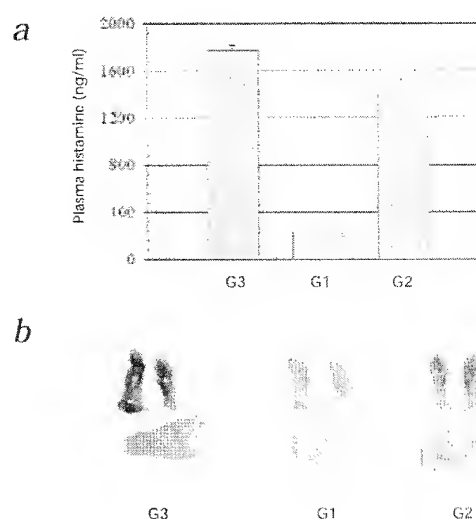 a
Plasma histamine (ng/ml)
2000
1600
1200
800
400
0
G3 G1 G2
b
G3 G1 G2